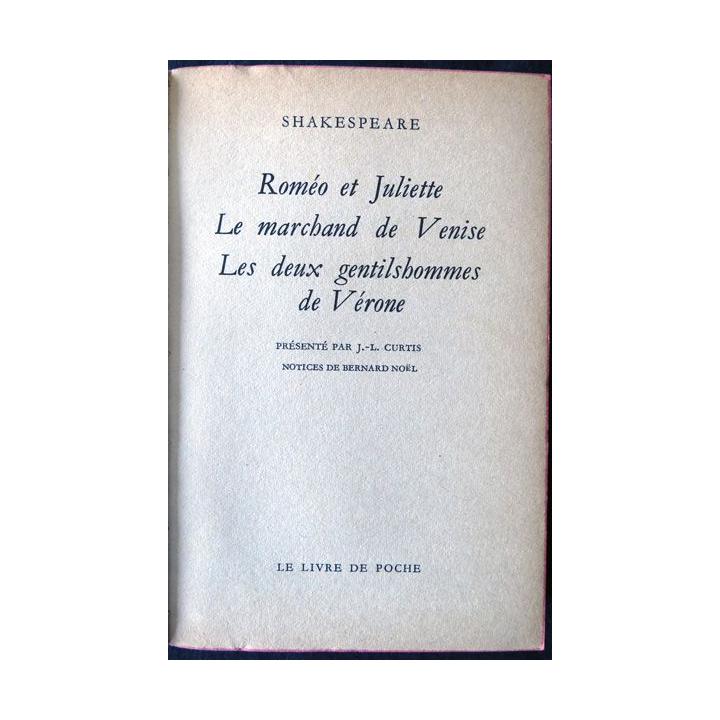 SHAKESPEARE
Roméo et Juliette
Le marchand de Venise
Les deux gentilshommes
de Vérone
PRÉSENTÉ PAR J.-L. CURTIS
NOTICES DE BERNARD NOËL
LE LIVRE DE POCHE